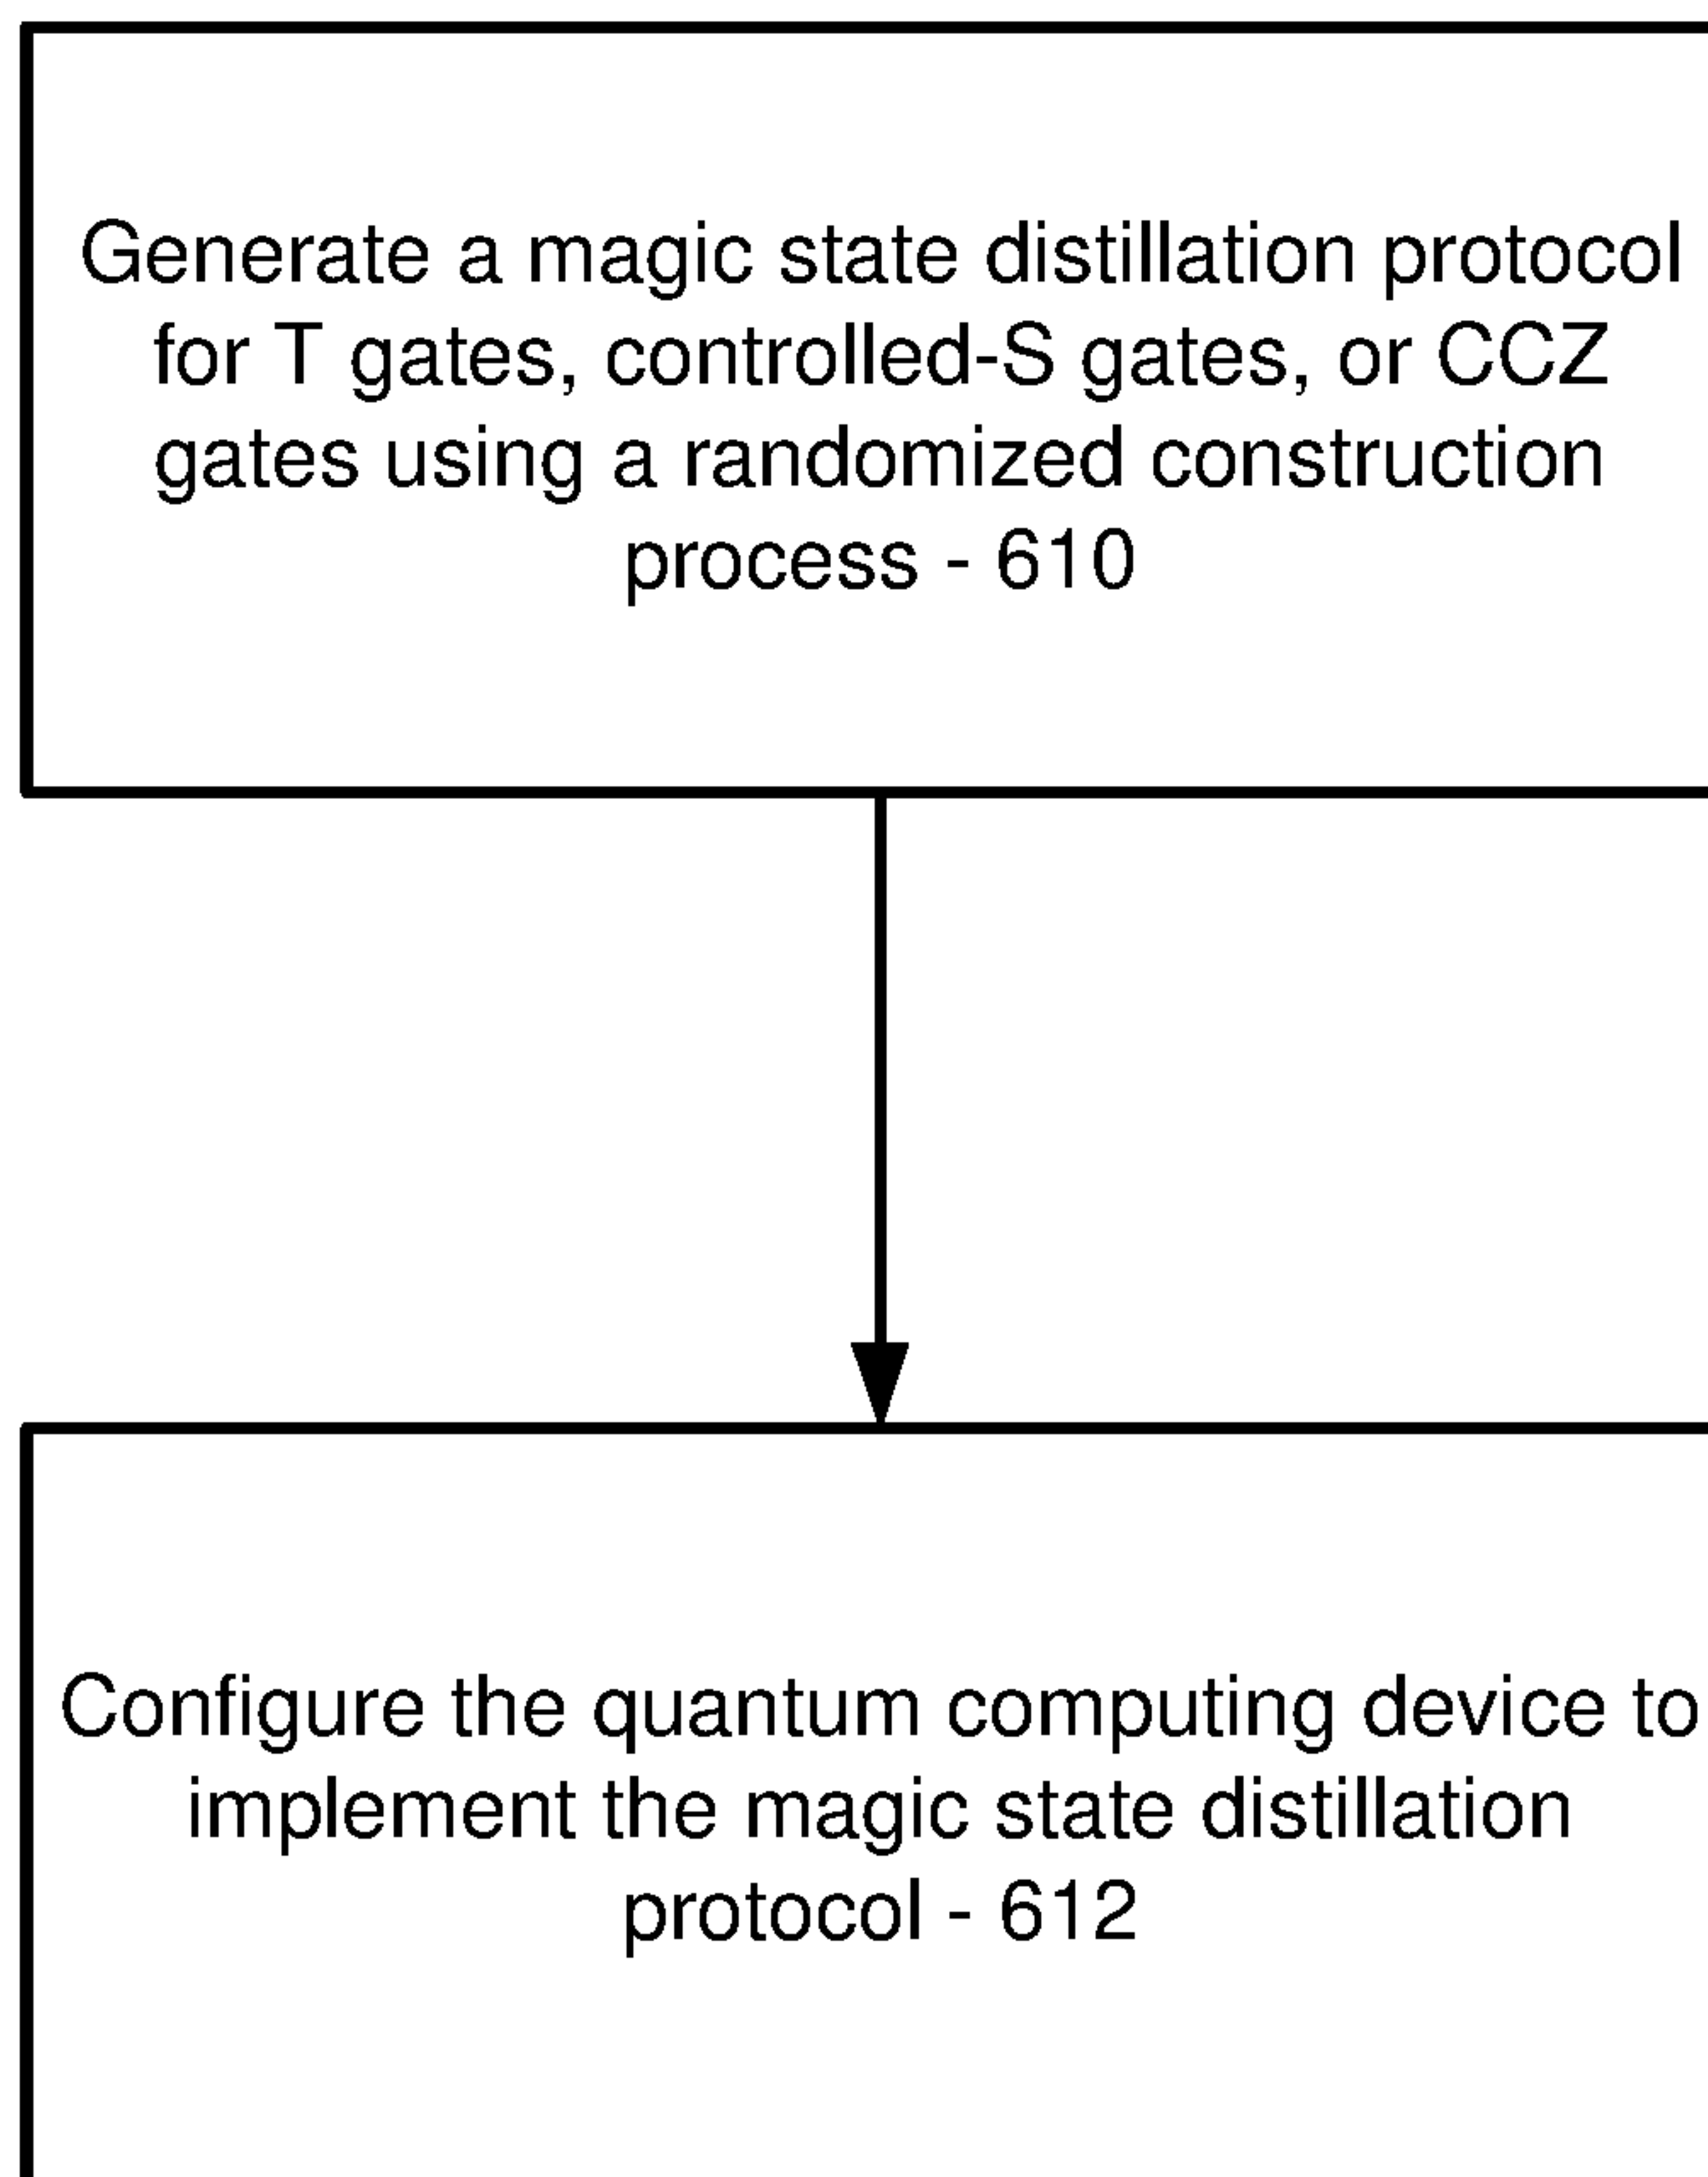 Generate a magic state distillation protocol
for T gates, controlled-S gates, or CCZ
gates using a randomized construction
process - 610
Configure the quantum computing device to
implement the magic state distillation
protocol - 612